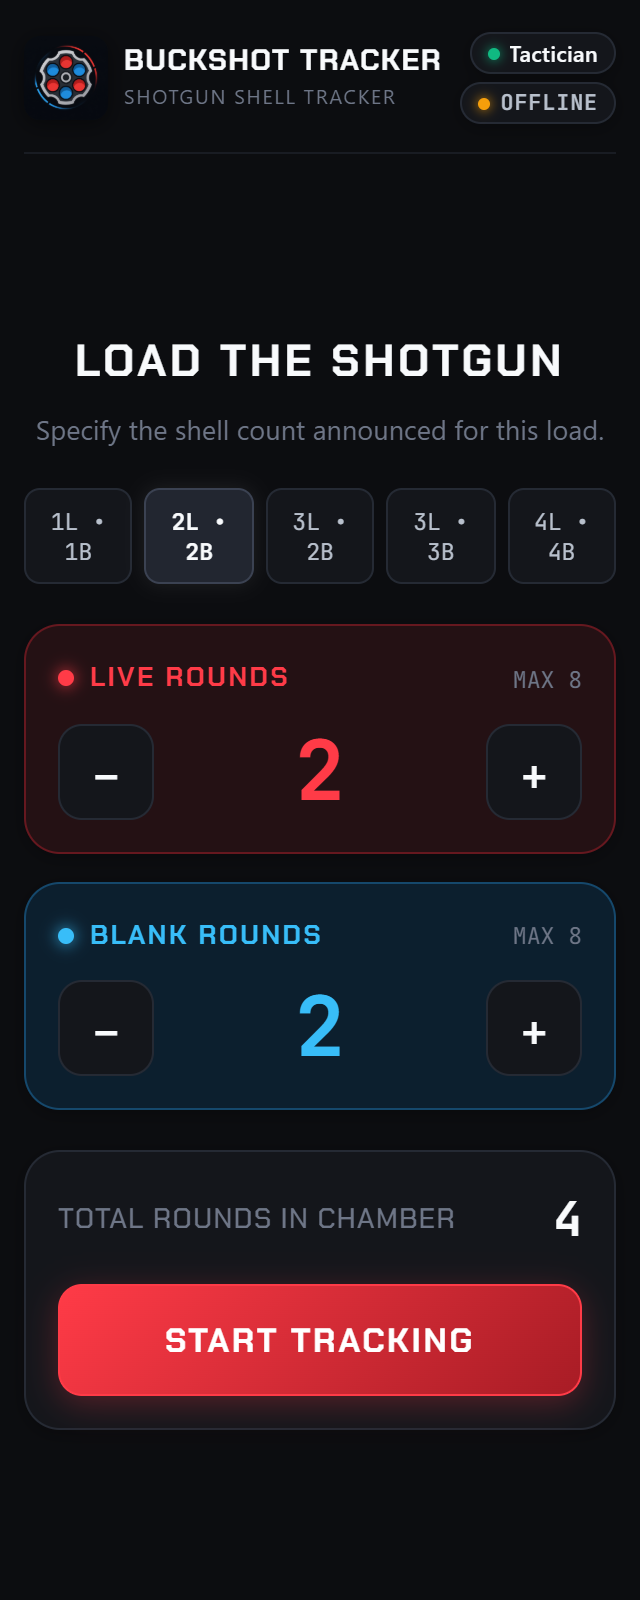 BUCKSHOT TRACKER
SHOTGUN SHELL TRACKER
Tactician
OFFLINE
LOAD THE SHOTGUN
Specify the shell count announced for this load.
1L •
1B
2L •
2B
3L •
2B
3L •
3B
4L •
4B
LIVE ROUNDS
MAX 8
−
2
+
BLANK ROUNDS
MAX 8
−
2
+
TOTAL ROUNDS IN CHAMBER
4
START TRACKING